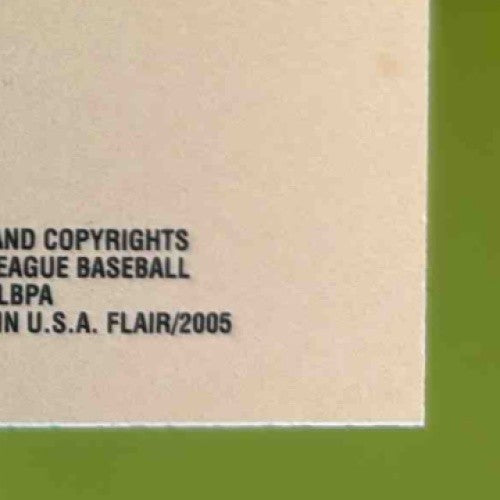 AND COPYRIGHTS
EAGUE BASEBALL
LBPA
IN U.S.A. FLAIR/2005